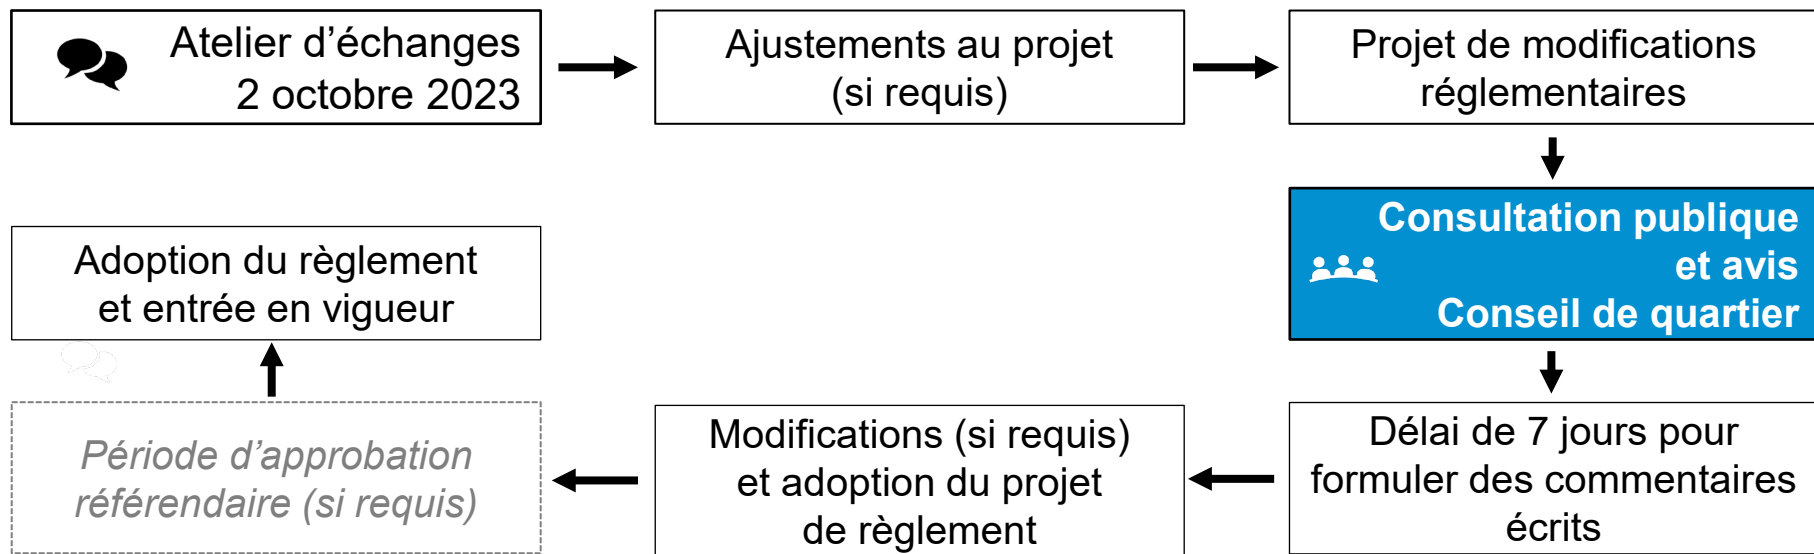 Atelier d’échanges
2 octobre 2023
Ajustements au projet
(si requis)
Projet de modifications
réglementaires
Consultation publique
et avis
Conseil de quartier
Délai de 7 jours pour
formuler des commentaires
écrits
Modifications (si requis)
et adoption du projet
de règlement
Période d’approbation
référendaire (si requis)
Adoption du règlement
et entrée en vigueur